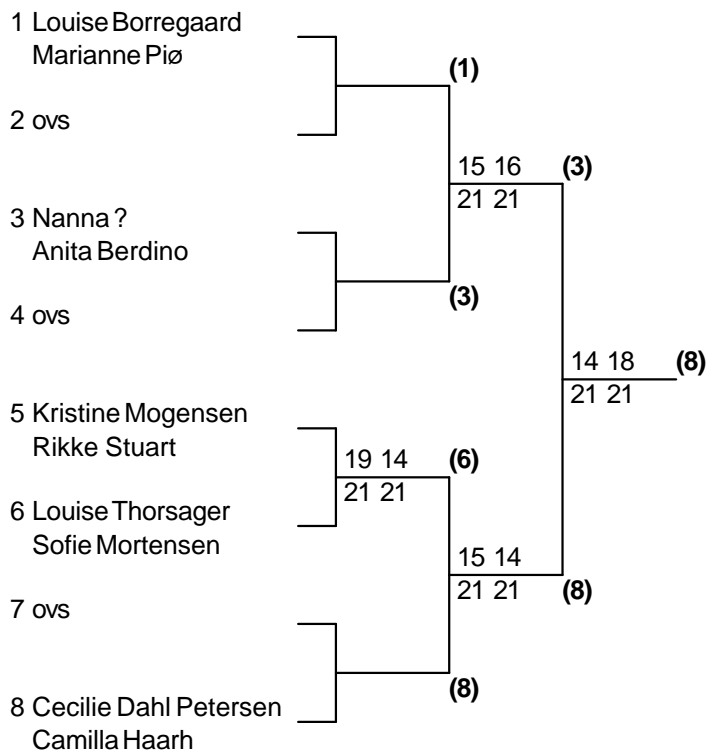 1 Louise Borregaard
Marianne Piø
(1)
2 ovs
15 16 (3)
21 21
3 Nanna ?
Anita Berdino
(3)
4 ovs
14 18 (8)
21 21
5 Kristine Mogensen
Rikke Stuart
19 14 (6)
21 21
6 Louise Thorsager
Sofie Mortensen
15 14
21 21 (8)
7 ovs
(8)
8 Cecilie Dahl Petersen
Camilla Haarh